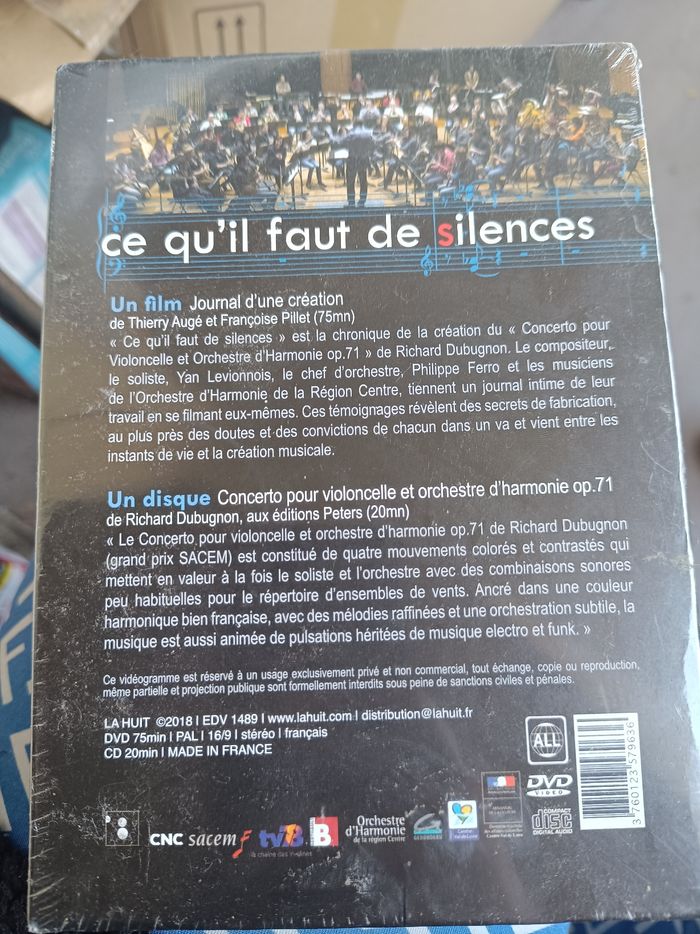 ce qu'il faut de silences
Un film Journal d'une création
de Thierry Augé et Françoise Pillet (75mn)
« Ce qu'il faut de silences » est la chronique de la création du « Concerto pour
Violoncelle et Orchestre d'Harmonie op.71 » de Richard Dubugnon. Le compositeur,
le soliste, Yan Levionnois, le chef d'orchestre, Philippe Ferro et les musiciens
de l'Orchestre d'Harmonie de la Région Centre, tiennent un journal intime de leur
travail en se filmant eux-mêmes. Ces témoignages révèlent des secrets de fabrication,
au plus près des doutes et des convictions de chacun dans un va et vient entre les
instants de vie et la création musicale.
Un disque Concerto pour violoncelle et orchestre d'harmonie op.71
de Richard Dubugnon, aux éditions Peters (20mn)
« Le Concerto pour violoncelle et orchestre d'harmonie op.71 de Richard Dubugnon
(grand prix SACEM) est constitué de quatre mouvements colorés et contrastés qui
mettent en valeur à la fois le soliste et l'orchestre avec des combinaisons sonores
peu habituelles pour le répertoire d'ensembles de vents. Ancré dans une couleur
harmonique bien française, avec des mélodies raffinées et une orchestration subtile, la
musique est aussi animée de pulsations héritées de musique electro et funk. »
Ce vidéogramme est réservé à un usage exclusivement privé et non commercial, tout échange, copie ou reproduction,
même partielle et projection publique sont formellement interdits sous peine de sanctions civiles et pénales.
LA HUIT ©2018 I EDV 1489 I www.lahuit.com I distribution@lahuit.fr
DVD 75min I PAL I 16/9 I stéréo I français
CD 20min I MADE IN FRANCE
ALL
DVD
VIDEO
COMPACT
disc
DIGITAL AUDIO
3 760123 579636
CNC sacem tvB B
Orchestre
d'Harmonie
de la région Centre